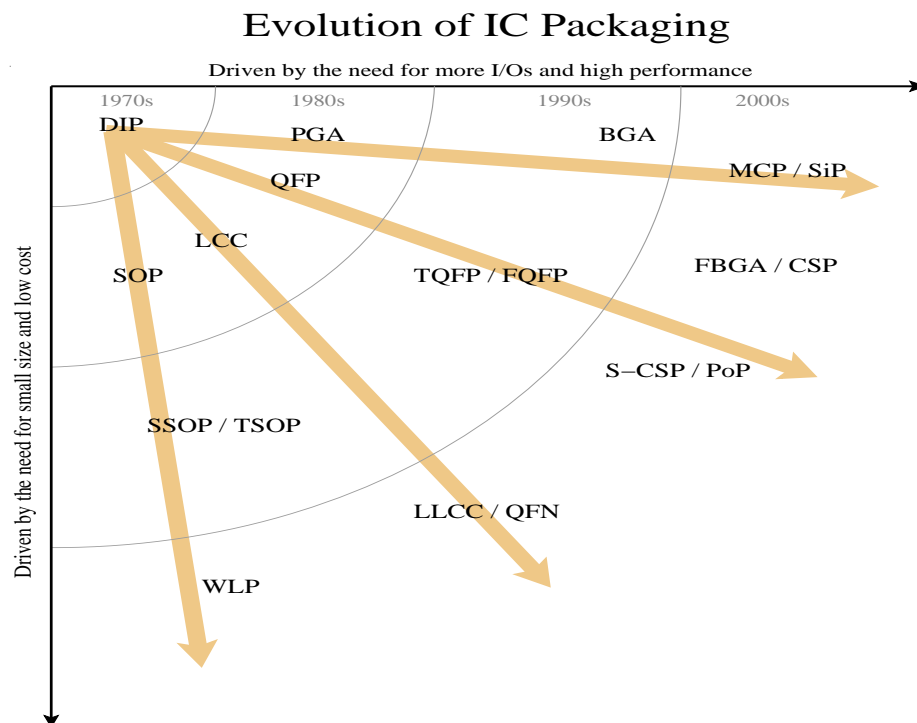 Evolution of IC Packaging
Driven by the need for more I/Os and high performance
1970s
1980s
1990s
2000s
DIP
PGA
BGA
MCP / SiP
QFP
LCC
SOP
TQFP / FQFP
FBGA / CSP
S−CSP / PoP
SSOP / TSOP
LLCC / QFN
WLP
Driven by the need for small size and low cost